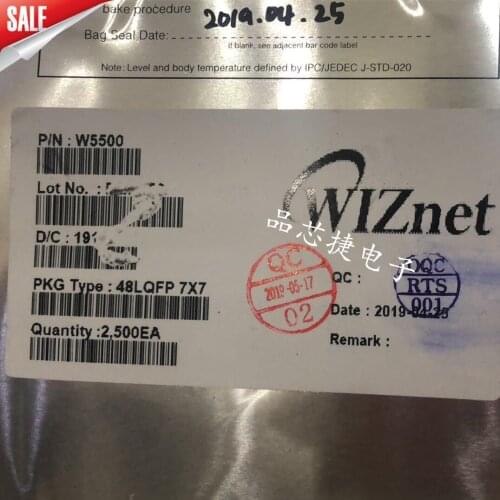 SALE
bake procedure
2019.04.25
Bag Seal Date:
If blank, see adjacent bar code label
Note: Level and body temperature defined by IPC/JEDEC J-STD-020
P/N : W5500
Lot No. :
D/C : 191
PKG Type : 48LQFP 7X7
Quantity :2,500EA
WIZnet
品芯捷电子
QC
2019-05-17
02
QC :
OQC
RTS
001
Date : 2019-04-25
Remark :